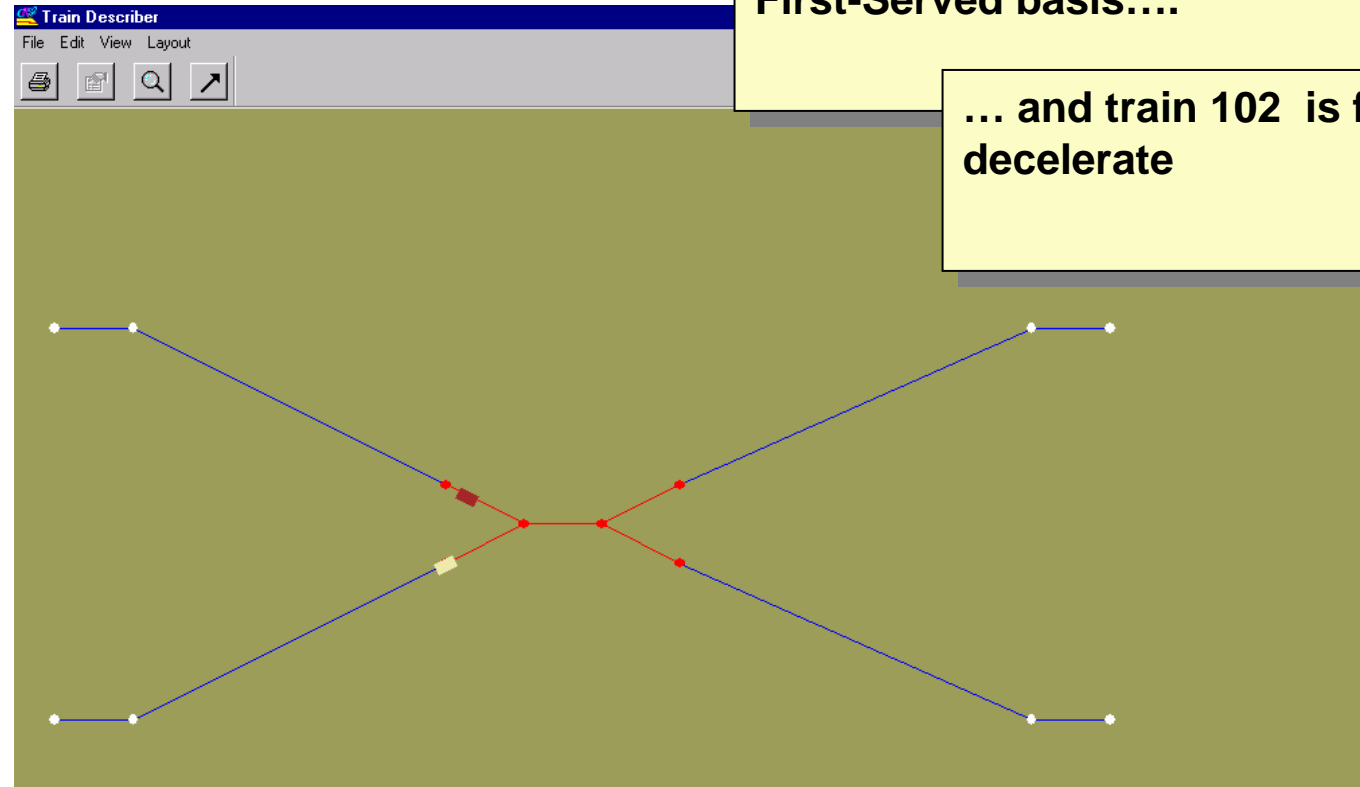 Train Describer
File Edit View Layout
First-Served basis….
… and train 102 is
decelerate